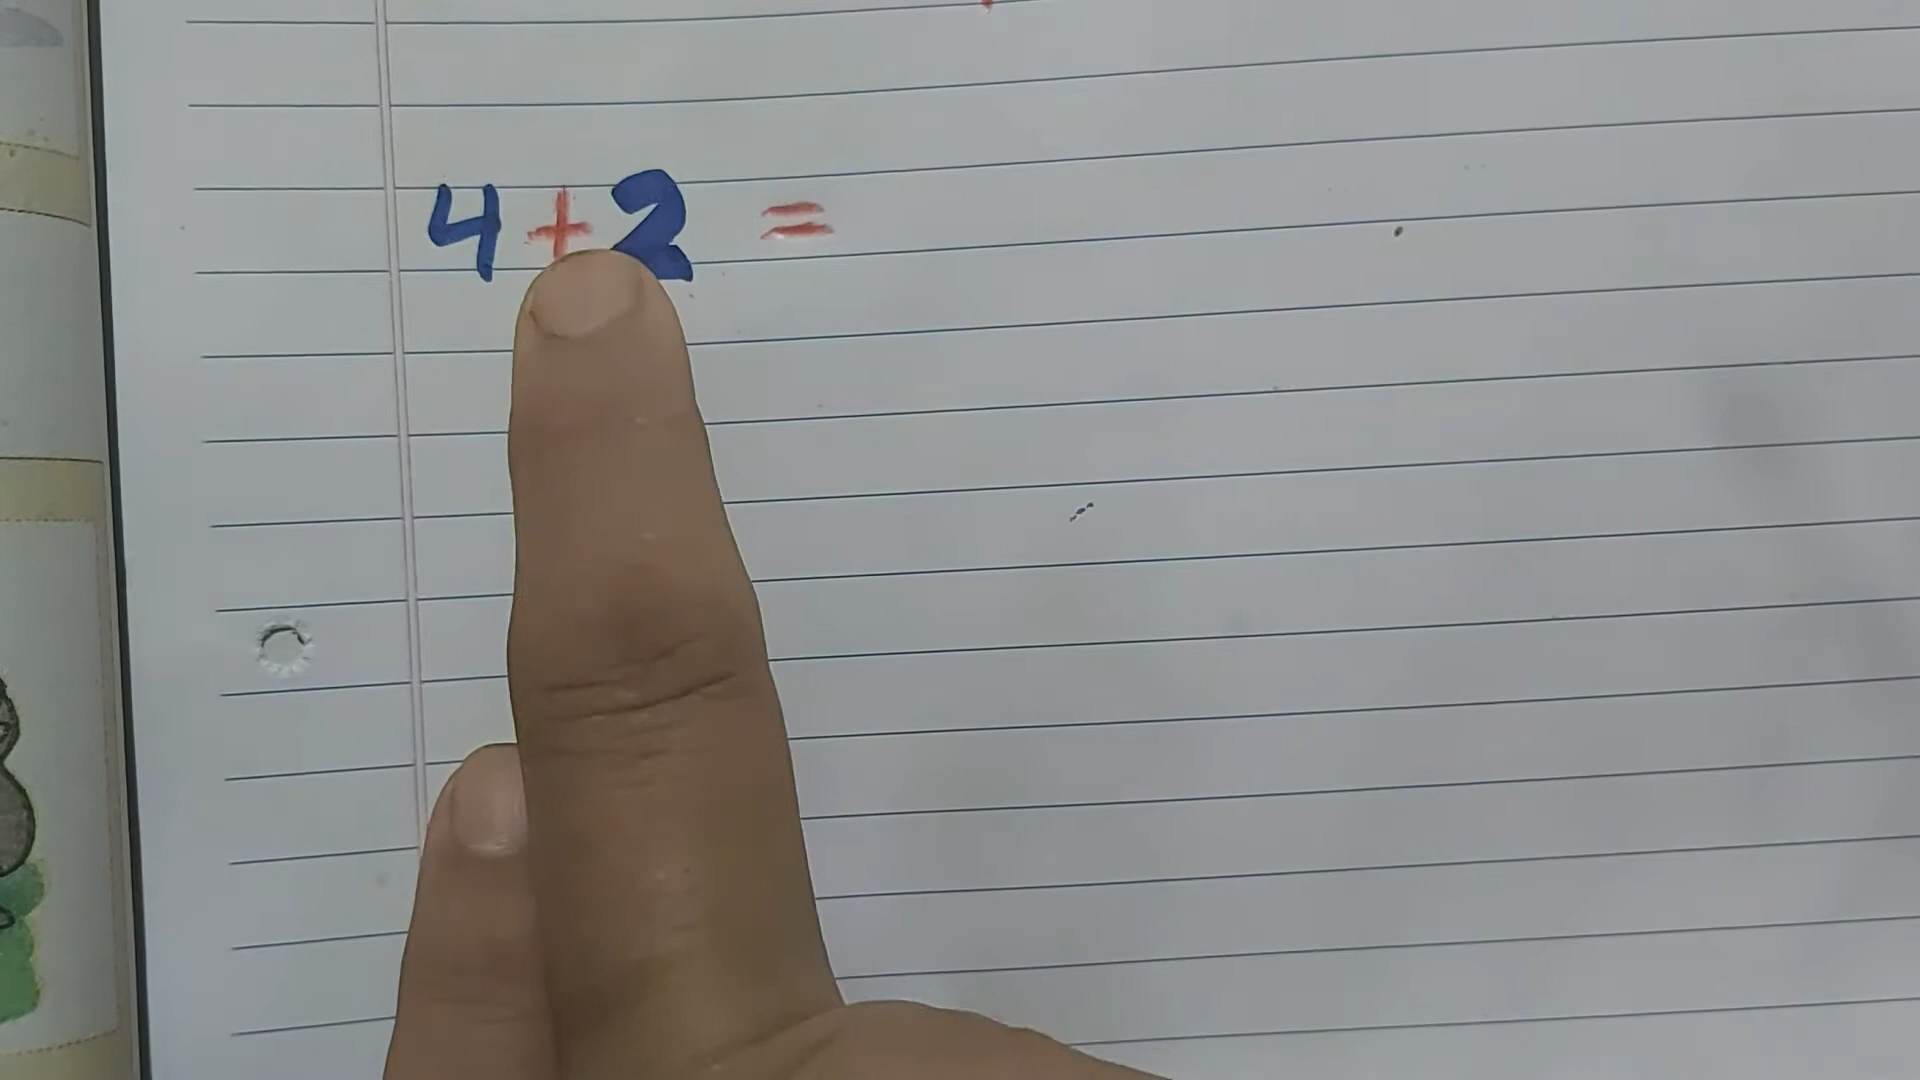 4 + 2 =